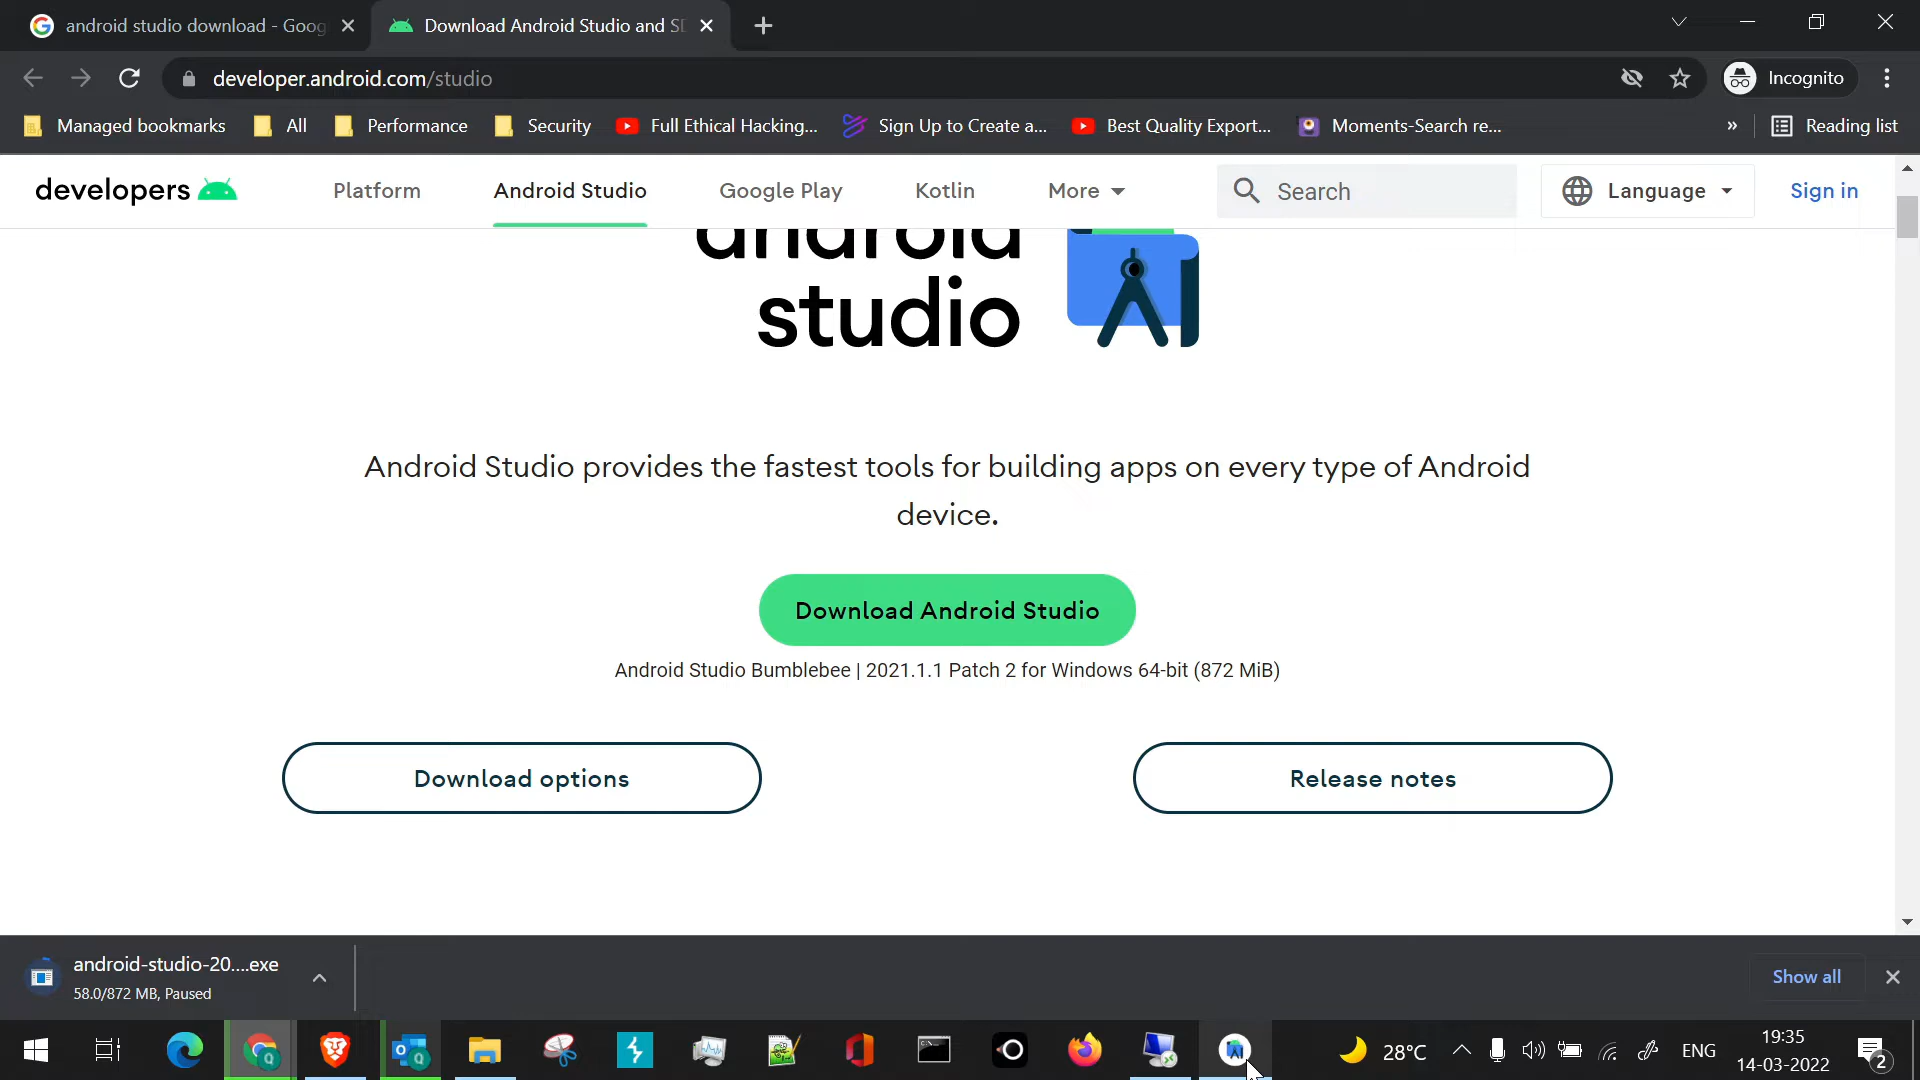 android studio download - Goog
Download Android Studio and S
developer.android.com/studio
Incognito
Managed bookmarks
All
Performance
Security
Full Ethical Hacking...
Sign Up to Create a...
Best Quality Export...
Moments-Search re...
»
Reading list
developers
Platform
Android Studio
Google Play
Kotlin
More
Search
Language
Sign in
android
studio
Android Studio provides the fastest tools for building apps on every type of Android
device.
Download Android Studio
Android Studio Bumblebee | 2021.1.1 Patch 2 for Windows 64-bit (872 MiB)
Download options
Release notes
android-studio-20....exe
58.0/872 MB, Paused
Show all
28°C
ENG
19:35
14-03-2022
2